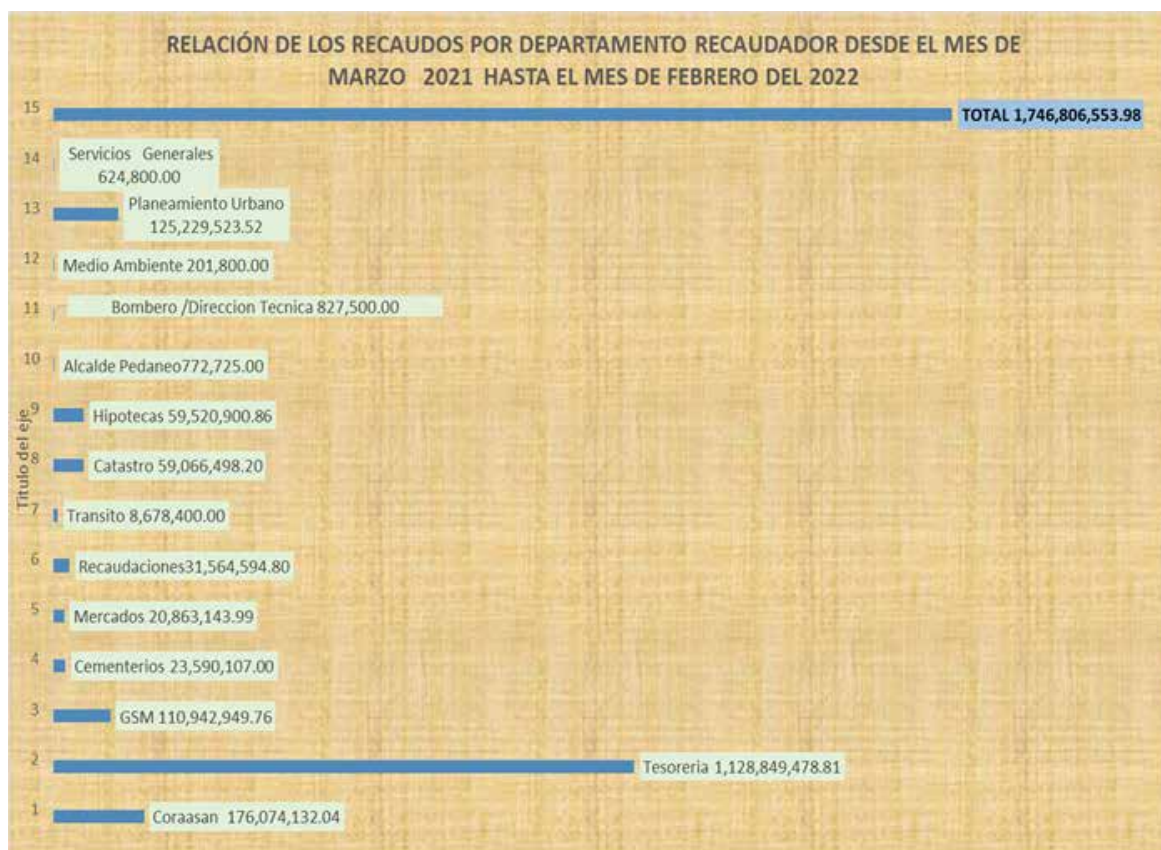 RELACIÓN DE LOS RECAUDOS POR DEPARTAMENTO RECAUDADOR DESDE EL MES DE
MARZO 2021 HASTA EL MES DE FEBRERO DEL 2022
15
TOTAL 1,746,806,553.98
14
Servicios Generales
624,800.00
13
Planeamiento Urbano
125,229,523.52
12
Medio Ambiente 201,800.00
11
Bombero /Direccion Tecnica 827,500.00
10
Alcalde Pedaneo772,725.00
9
Hipotecas 59,520,900.86
Titulo del eje
8
Catastro 59,066,498.20
7
Transito 8,678,400.00
6
Recaudaciones31,564,594.80
5
Mercados 20,863,143.99
4
Cementerios 23,590,107.00
3
GSM 110,942,949.76
2
Tesoreria 1,128,849,478.81
1
Coraasan 176,074,132.04